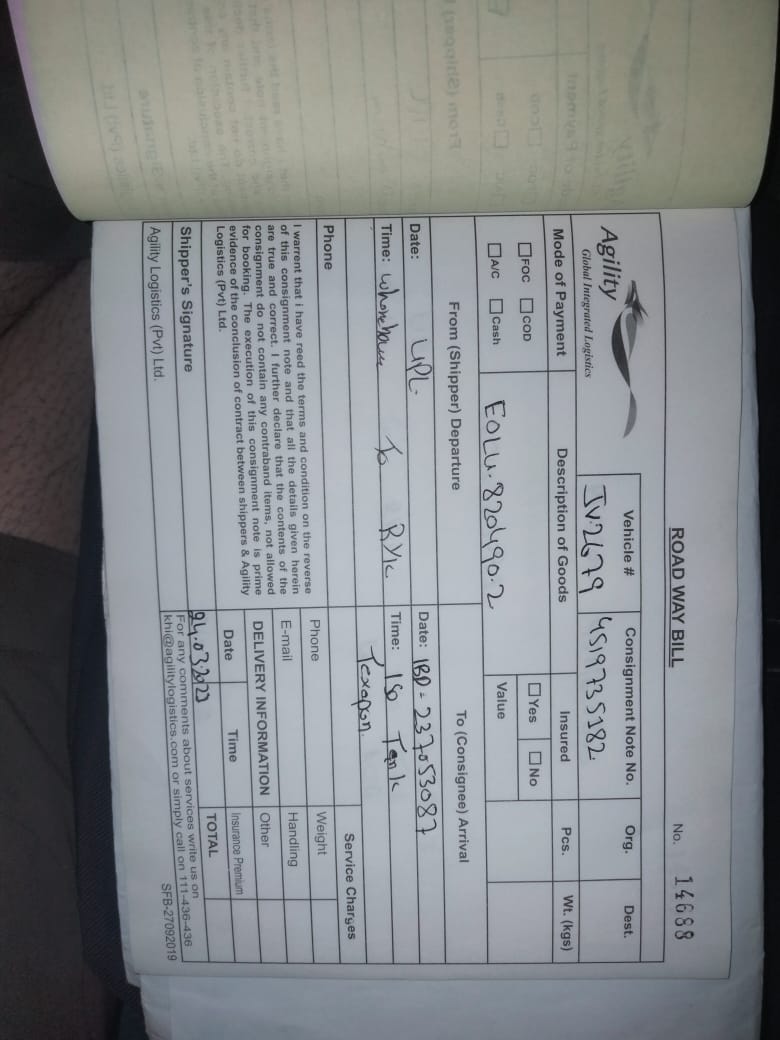 ROAD WAY BILL
No. 14688
Agility
Global Integrated Logistics
Vehicle #
JV-2679
Consignment Note No.
4519735182
Org.
Dest.
Mode of Payment
FOC COD
A/C Cash
Description of Goods
EOLU-820490-2
Insured
Yes No
Value
Pcs.
Wt. (kgs)
From (Shipper) Departure
Date: UPL-
Time: To RYK
Phone
To (Consignee) Arrival
Date: IBD - 237053087
Time: ISO Tank
Texapon.
Phone
E-mail
Service Charges
Weight
Handling
Other
Insurance Premium
TOTAL
DELIVERY INFORMATION
Date Time
24.03.2023
I warrent that i have reed the terms and condition on the reverse
of this consignment note and that all the details given herein
are true and correct. I further declare that the contents of the
consignment do not contain any contraband items, not allowed
for booking. The execution of this consignment note is prime
evidence of the conclusion of contract between shippers & Agility
Logistics (Pvt) Ltd.
Shipper's Signature
Agility Logistics (Pvt) Ltd.
For any comments about services write us on
khi@agilitylogistics.com or simply call on 111-436-436
SFB-27092019